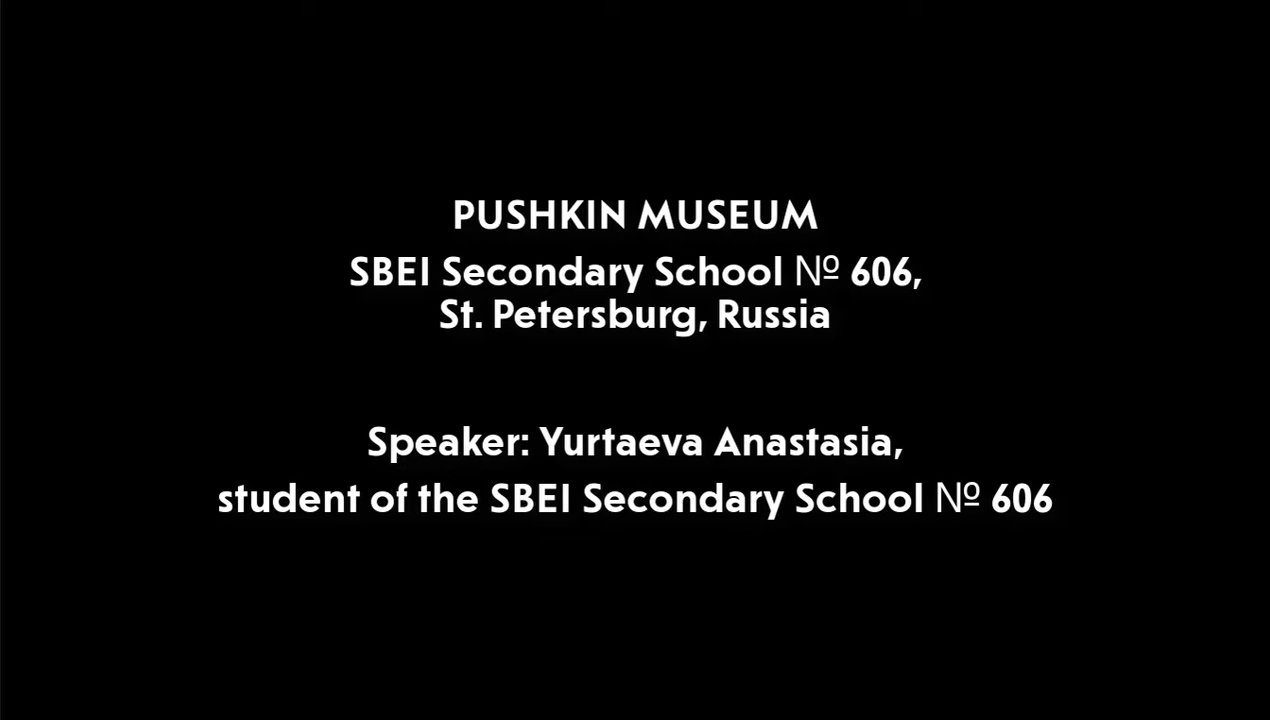 PUSHKIN MUSEUM
SBEI Secondary School № 606,
St. Petersburg, Russia
Speaker: Yurtaeva Anastasia,
student of the SBEI Secondary School № 606